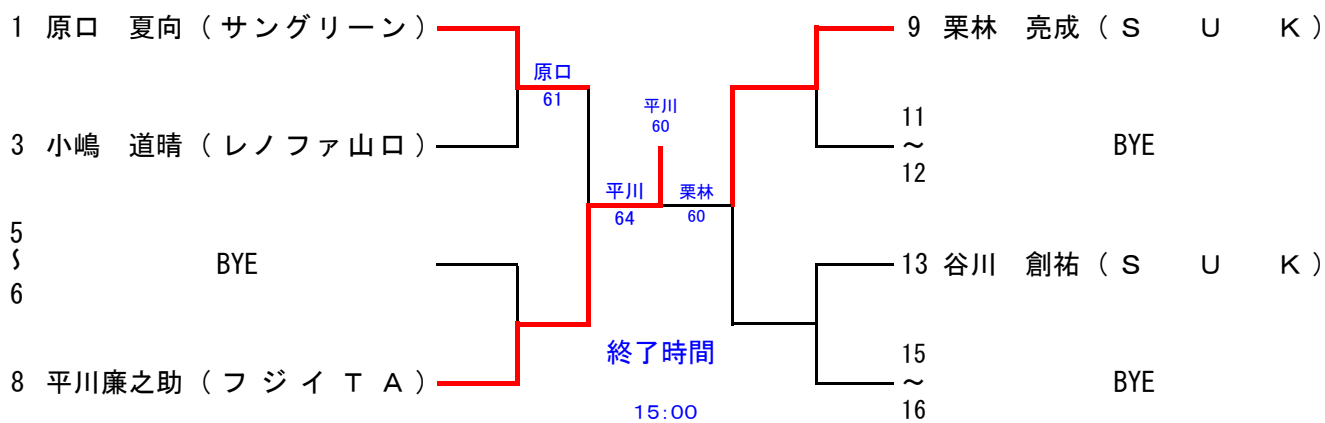 1 原口 夏向（サングリーン）
原口
61
3 小嶋 道晴（レノファ山口）
5
〜
6
BYE
8 平川廉之助（フジイＴＡ）
平川
64
平川
60
栗林
60
終了時間
15:00
9 栗林 亮成（Ｓ Ｕ Ｋ）
11
～
12
BYE
13 谷川 創祐（Ｓ Ｕ Ｋ）
15
～
16
BYE